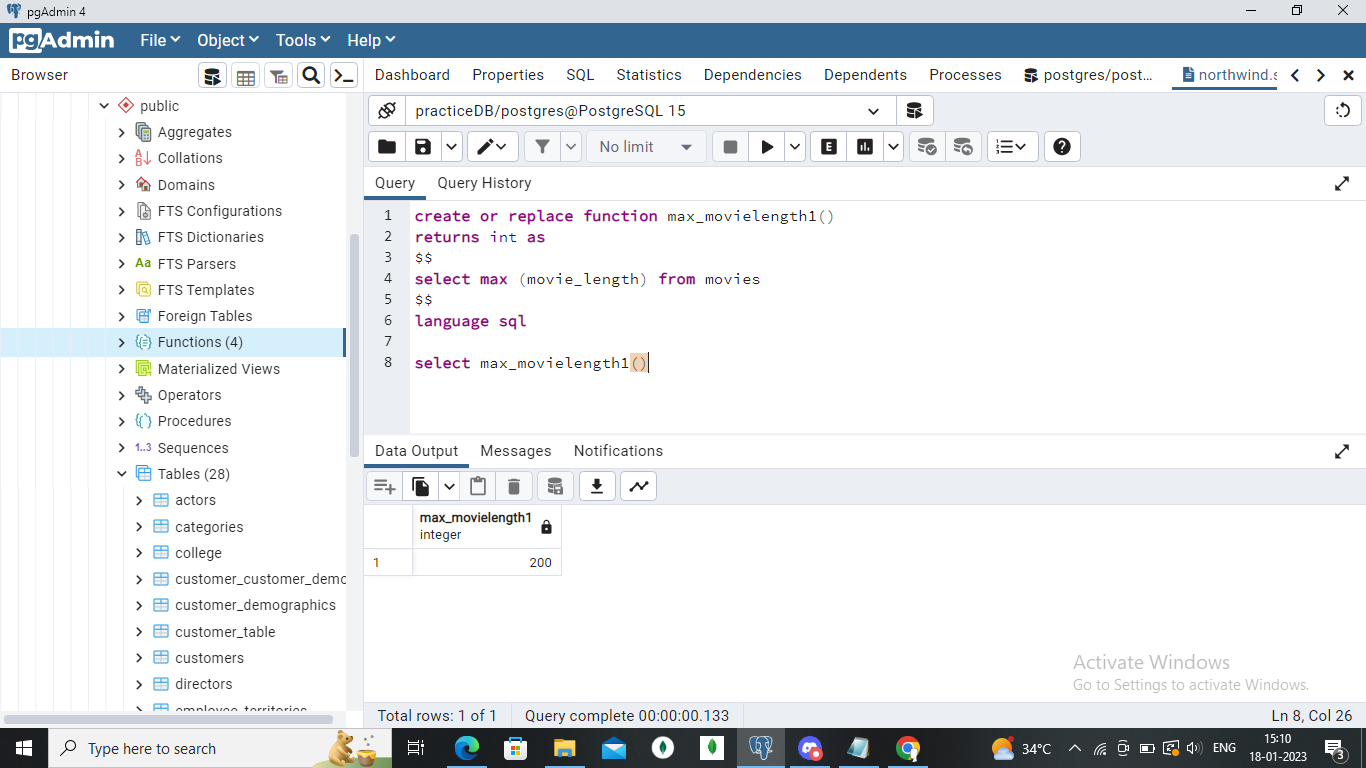 pgAdmin 4
pgAdmin File Object Tools Help
Browser
Dashboard Properties SQL Statistics Dependencies Dependents Processes postgres/post... northwind.s
public
Aggregates
Collations
Domains
FTS Configurations
FTS Dictionaries
Aa FTS Parsers
FTS Templates
Foreign Tables
Functions (4)
Materialized Views
Operators
Procedures
1..3 Sequences
Tables (28)
actors
categories
college
customer_customer_demo
customer_demographics
customer_table
customers
directors
employee_territories
practiceDB/postgres@PostgreSQL 15
No limit
E
Query Query History
1 create or replace function max_movielength1()
2 returns int as
3 $$
4 select max (movie_length) from movies
5 $$
6 language sql
7
8 select max_movielength1()
Data Output Messages Notifications
max_movielength1
integer
1 200
Activate Windows
Go to Settings to activate Windows.
Total rows: 1 of 1 Query complete 00:00:00.133 Ln 8, Col 26
Type here to search
34°C ENG
15:10
18-01-2023
3